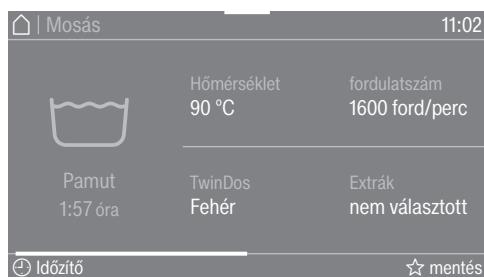 | Mosás 11:02
Hőmérséklet
90 °C
fordulatszám
1600 ford/perc
Pamut
1:57 óra
TwinDos
Fehér
Extrák
nem választott
Időzítő
mentés